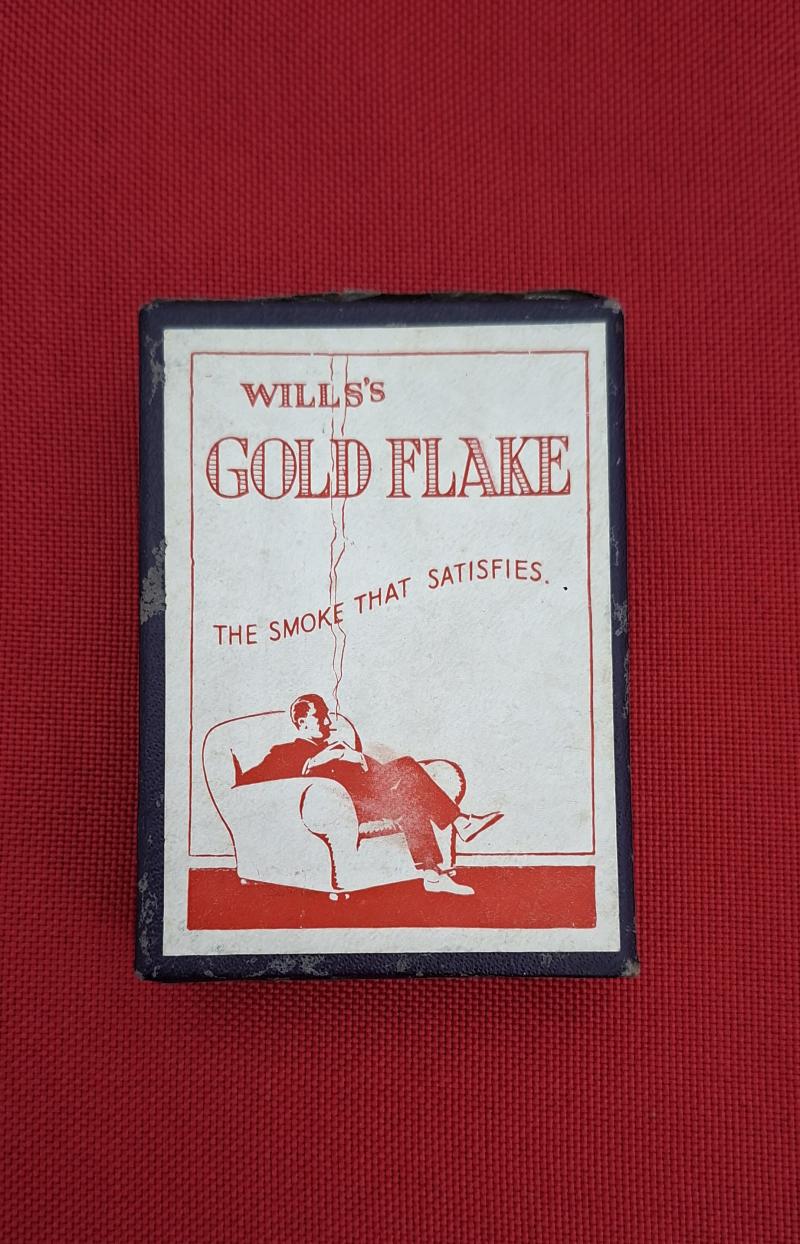 WILLS'S
GOLD FLAKE
THE SMOKE THAT SATISFIES.